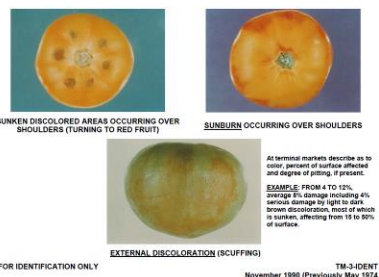 SUNKEN DISCOLORED AREAS OCCURRING OVER
SHOULDERS (TURNING TO RED FRUIT)
SUNBURN OCCURRING OVER SHOULDERS
At terminal markets describe as to
color, percent of surface affected
and degree of pitting, if present.
EXAMPLE: FROM 4 TO 12%,
average 8% damage including 4%
serious damage by light to dark
brown discoloration, most of which
is sunken, affecting from 15 to 50%
of surface.
EXTERNAL DISCOLORATION (SCUFFING)
FOR IDENTIFICATION ONLY
TM-3-IDENT
November 1990 (Previously May 1974